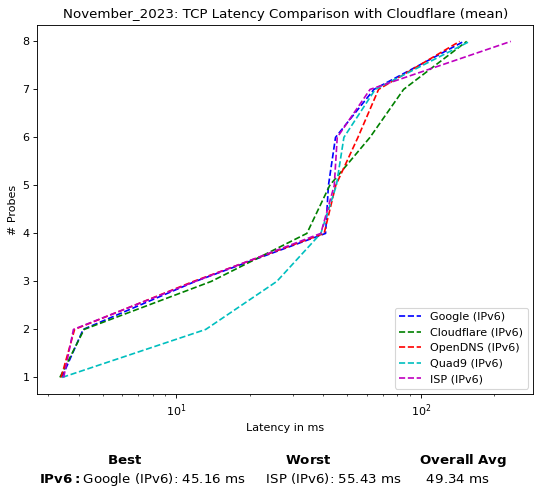 November_2023: TCP Latency Comparison with Cloudflare (mean)
8
7
6
5
4
3
2
1
# Probes
Google (IPv6)
Cloudflare (IPv6)
OpenDNS (IPv6)
Quad9 (IPv6)
ISP (IPv6)
10¹ 10²
Latency in ms
Best Worst Overall Avg
IPv6: Google (IPv6): 45.16 ms ISP (IPv6): 55.43 ms 49.34 ms